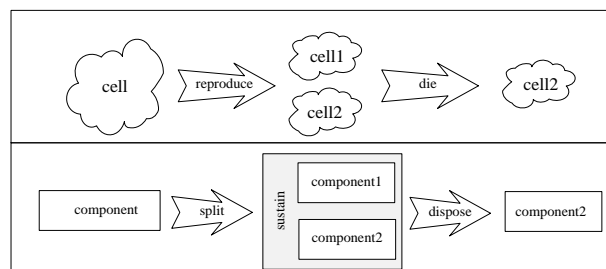 cell
reproduce
cell1
cell2
die
cell2
component
split
sustain
component1
component2
dispose
component2